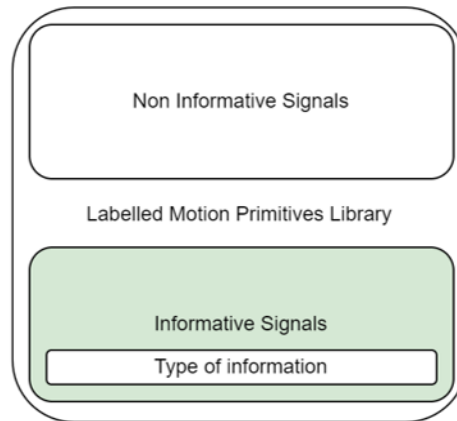 Non Informative Signals
Labelled Motion Primitives Library
Informative Signals
Type of information